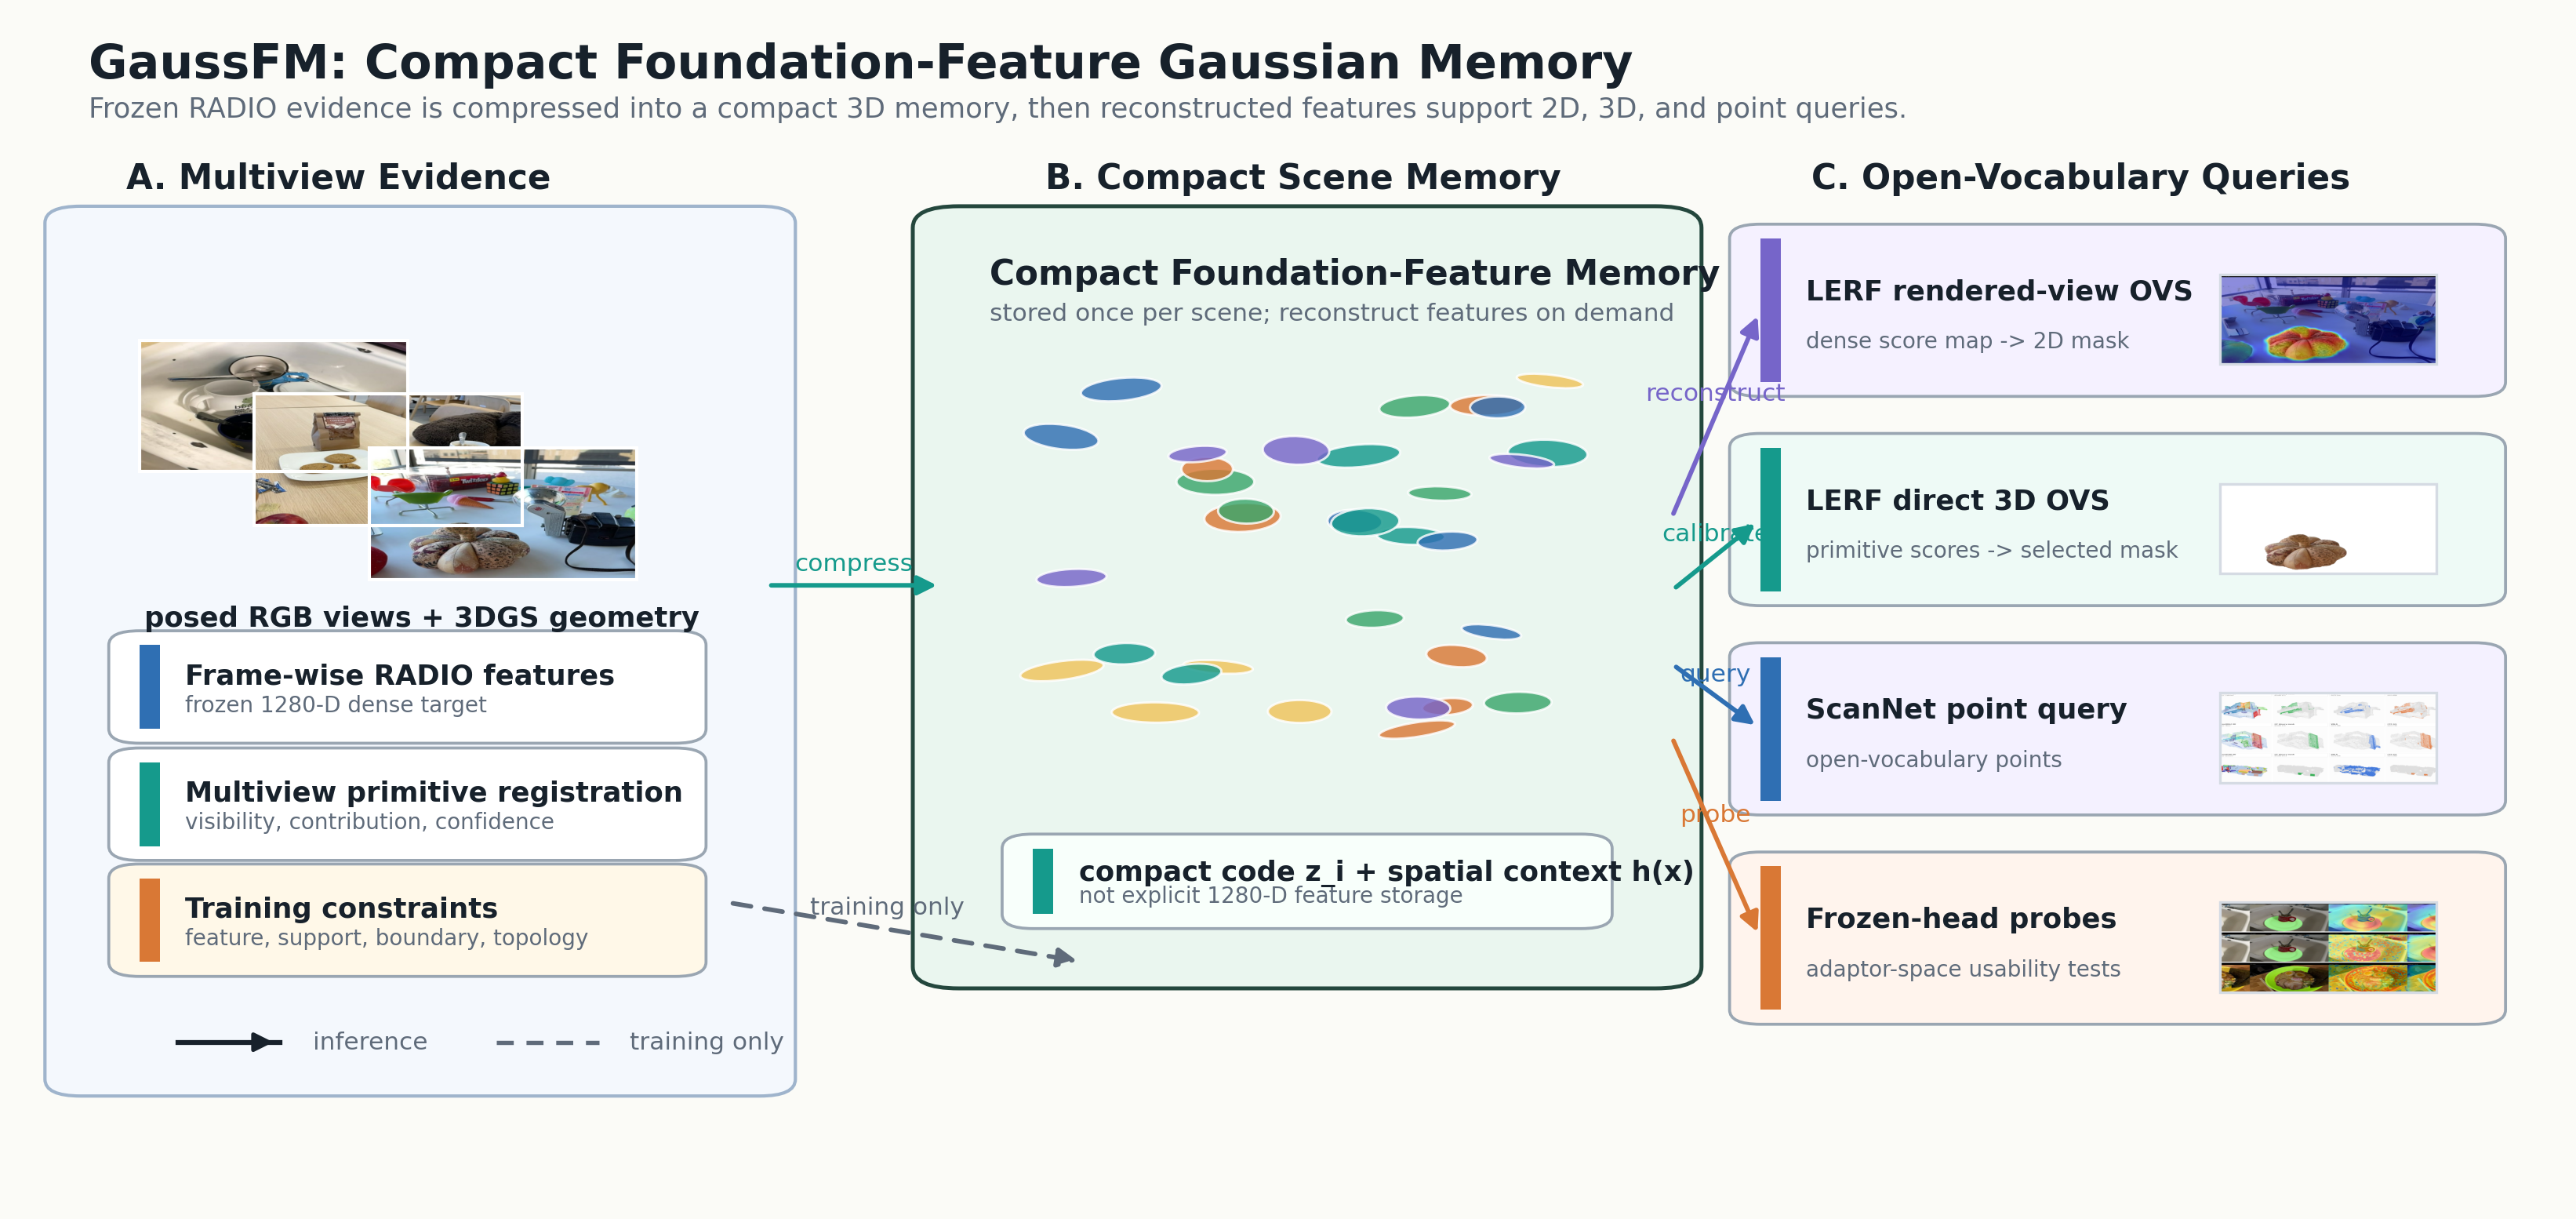 GaussFM: Compact Foundation-Feature Gaussian Memory
Frozen RADIO evidence is compressed into a compact 3D memory, then reconstructed features support 2D, 3D, and point queries.
A. Multiview Evidence
posed RGB views + 3DGS geometry
Frame-wise RADIO features
frozen 1280-D dense target
Multiview primitive registration
visibility, contribution, confidence
Training constraints
feature, support, boundary, topology
inference
training only
compress
training only
B. Compact Scene Memory
Compact Foundation-Feature Memory
stored once per scene; reconstruct features on demand
compact code z_i + spatial context h(x)
not explicit 1280-D feature storage
reconstruct
calibrate
query
probe
C. Open-Vocabulary Queries
LERF rendered-view OVS
dense score map -> 2D mask
LERF direct 3D OVS
primitive scores -> selected mask
ScanNet point query
open-vocabulary points
Frozen-head probes
adaptor-space usability tests